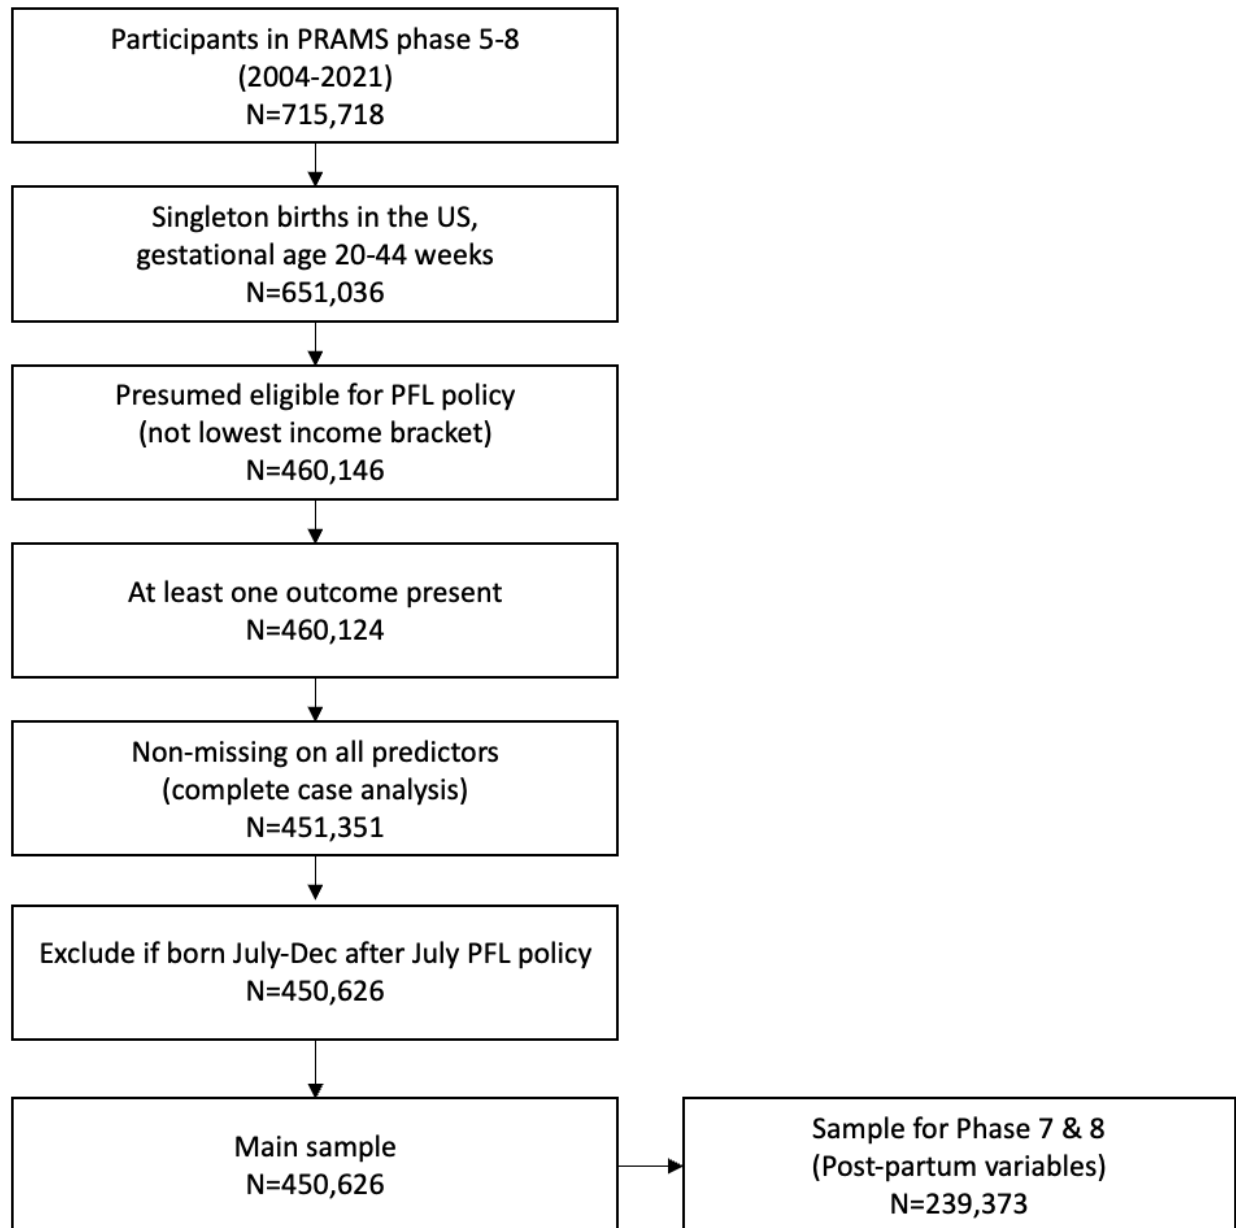 Participants in PRAMS phase 5-8
(2004-2021)
N=715,718
Singleton births in the US,
gestational age 20-44 weeks
N=651,036
Presumed eligible for PFL policy
(not lowest income bracket)
N=460,146
At least one outcome present
N=460,124
Non-missing on all predictors
(complete case analysis)
N=451,351
Exclude if born July-Dec after July PFL policy
N=450,626
Main sample
N=450,626
Sample for Phase 7 & 8
(Post-partum variables)
N=239,373